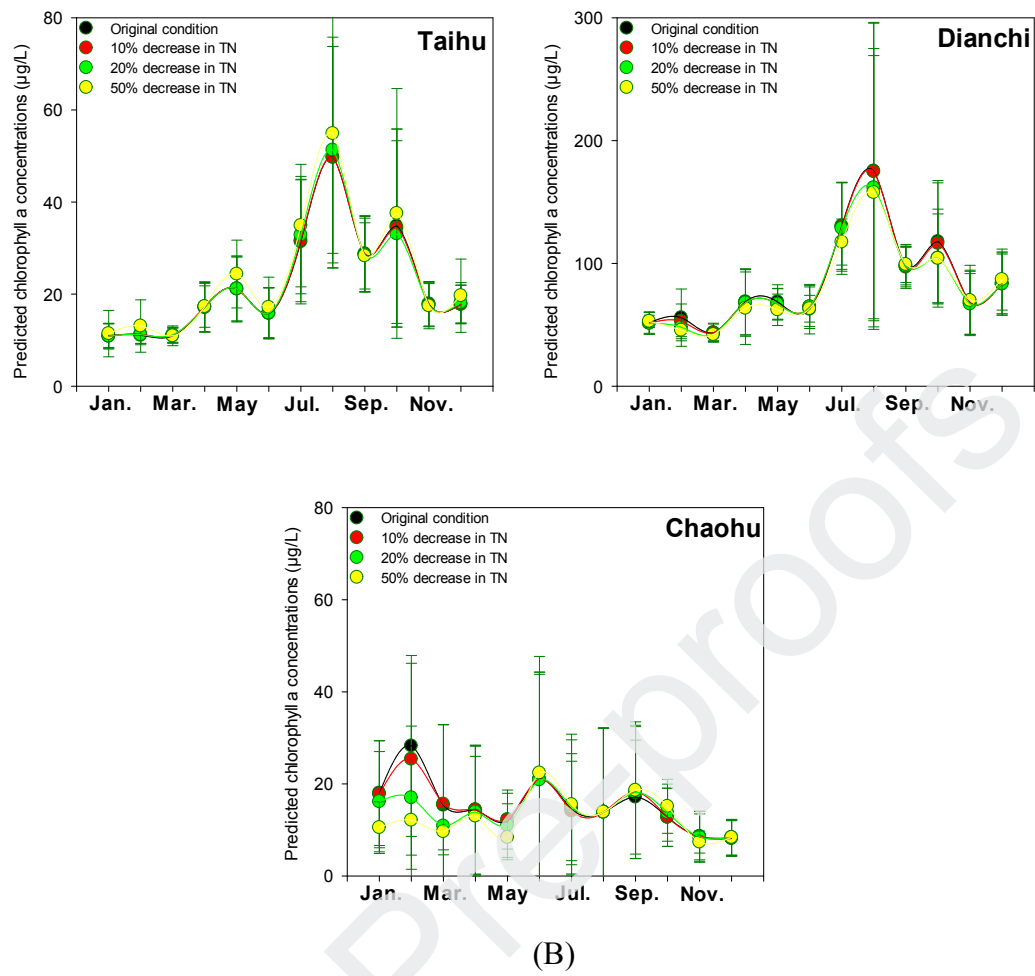 Taihu
Predicted chlorophyll a concentrations (µg/L)
Original condition
10% decrease in TN
20% decrease in TN
50% decrease in TN
80
60
40
20
0
Jan. Mar. May Jul. Sep. Nov.
Dianchi
Predicted chlorophyll a concentrations (µg/L)
Original condition
10% decrease in TN
20% decrease in TN
50% decrease in TN
300
200
100
0
Jan. Mar. May Jul. Sep. Nov.
Chaohu
Predicted chlorophyll a concentrations (µg/L)
Original condition
10% decrease in TN
20% decrease in TN
50% decrease in TN
80
60
40
20
0
Jan. Mar. May Jul. Sep. Nov.
(B)
Pre-proofs